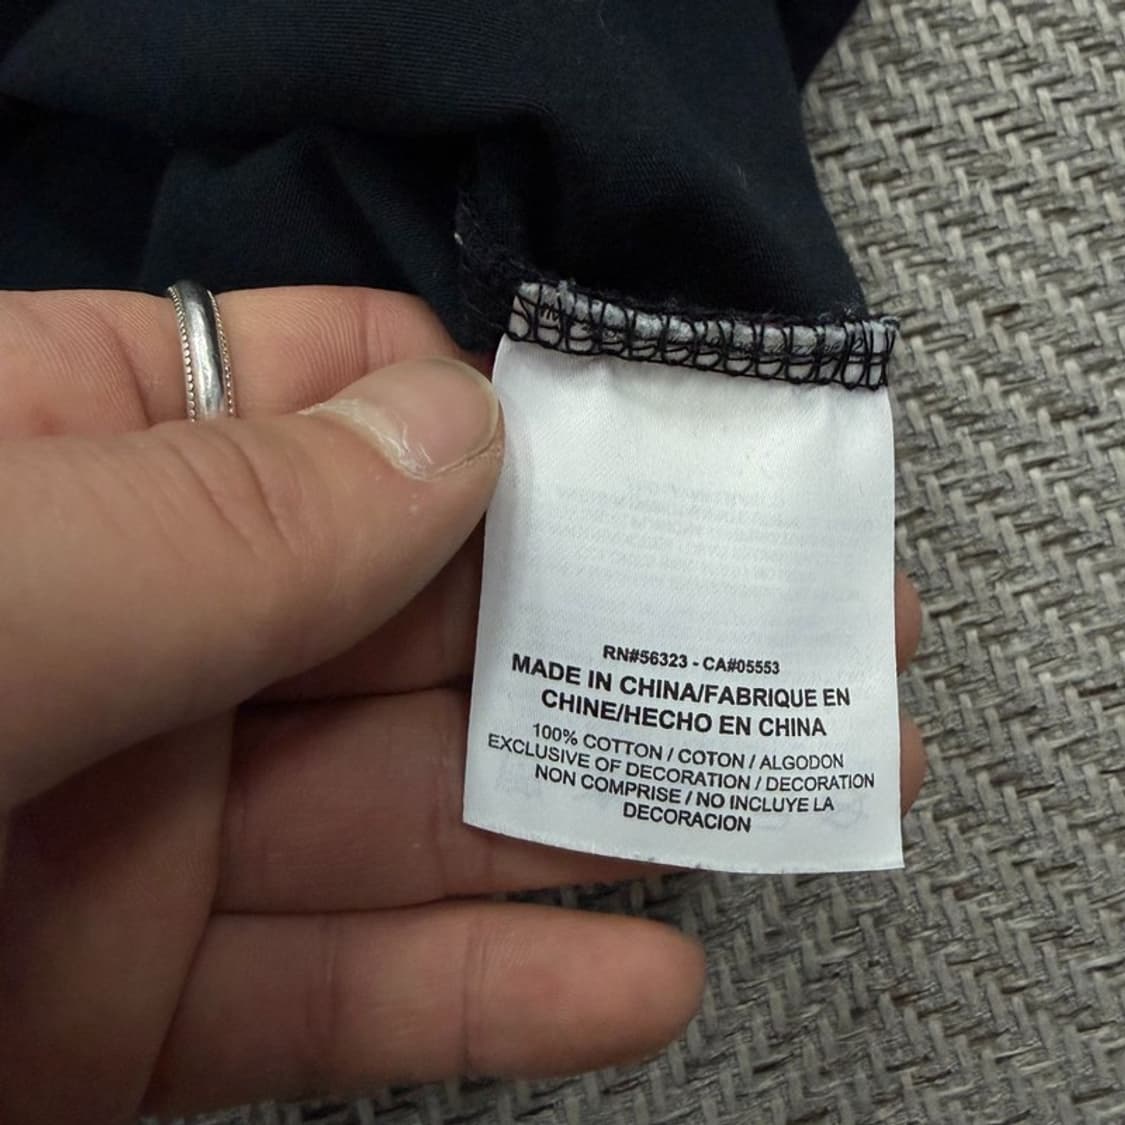 RN#56323 - CA#05553
MADE IN CHINA/FABRIQUE EN
CHINE/HECHO EN CHINA
100% COTTON / COTON / ALGODON
EXCLUSIVE OF DECORATION / DECORATION
NON COMPRISE / NO INCLUYE LA
DECORACION